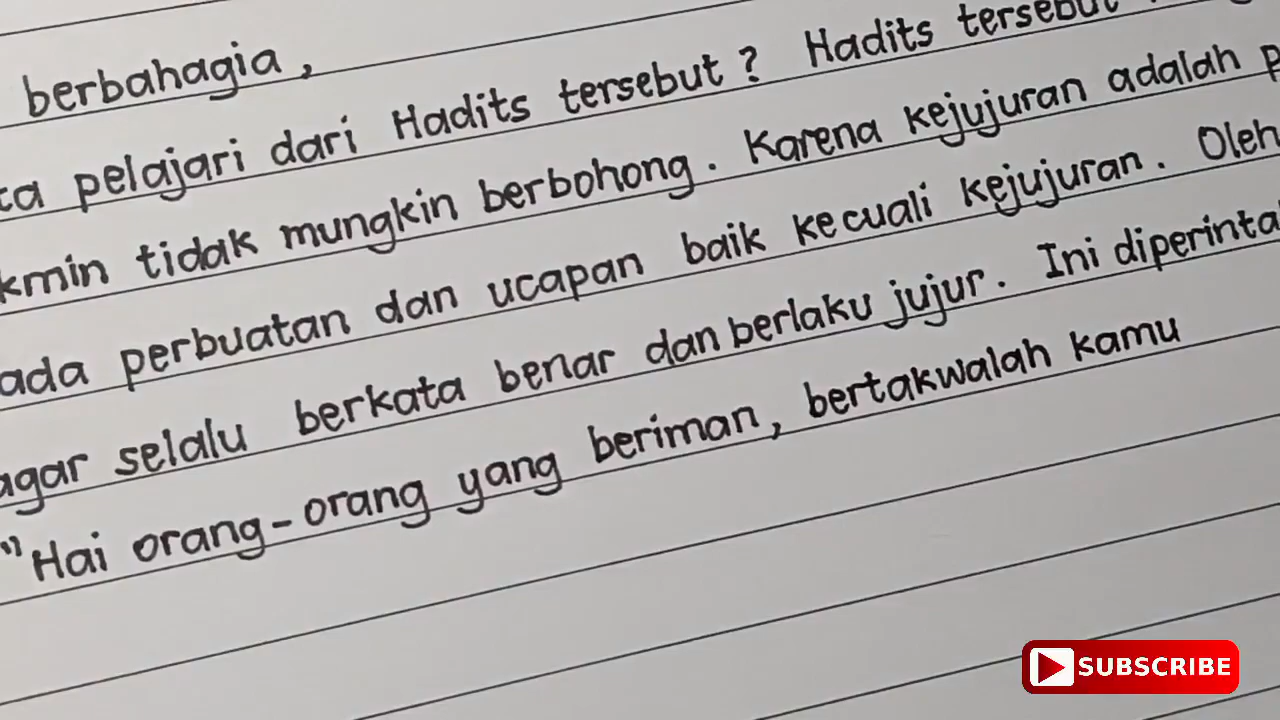 berbahagia,
pelajari dari Hadits tersebut? Hadits tersebut
tidak mungkin berbohong. Karena kejujuran adalah
perbuatan dan ucapan baik kecuali kejujuran. Oleh
agar selalu berkata benar dan berlaku jujur. Ini
"Hai orang-orang yang beriman, bertakwalah kamu
SUBSCRIBE